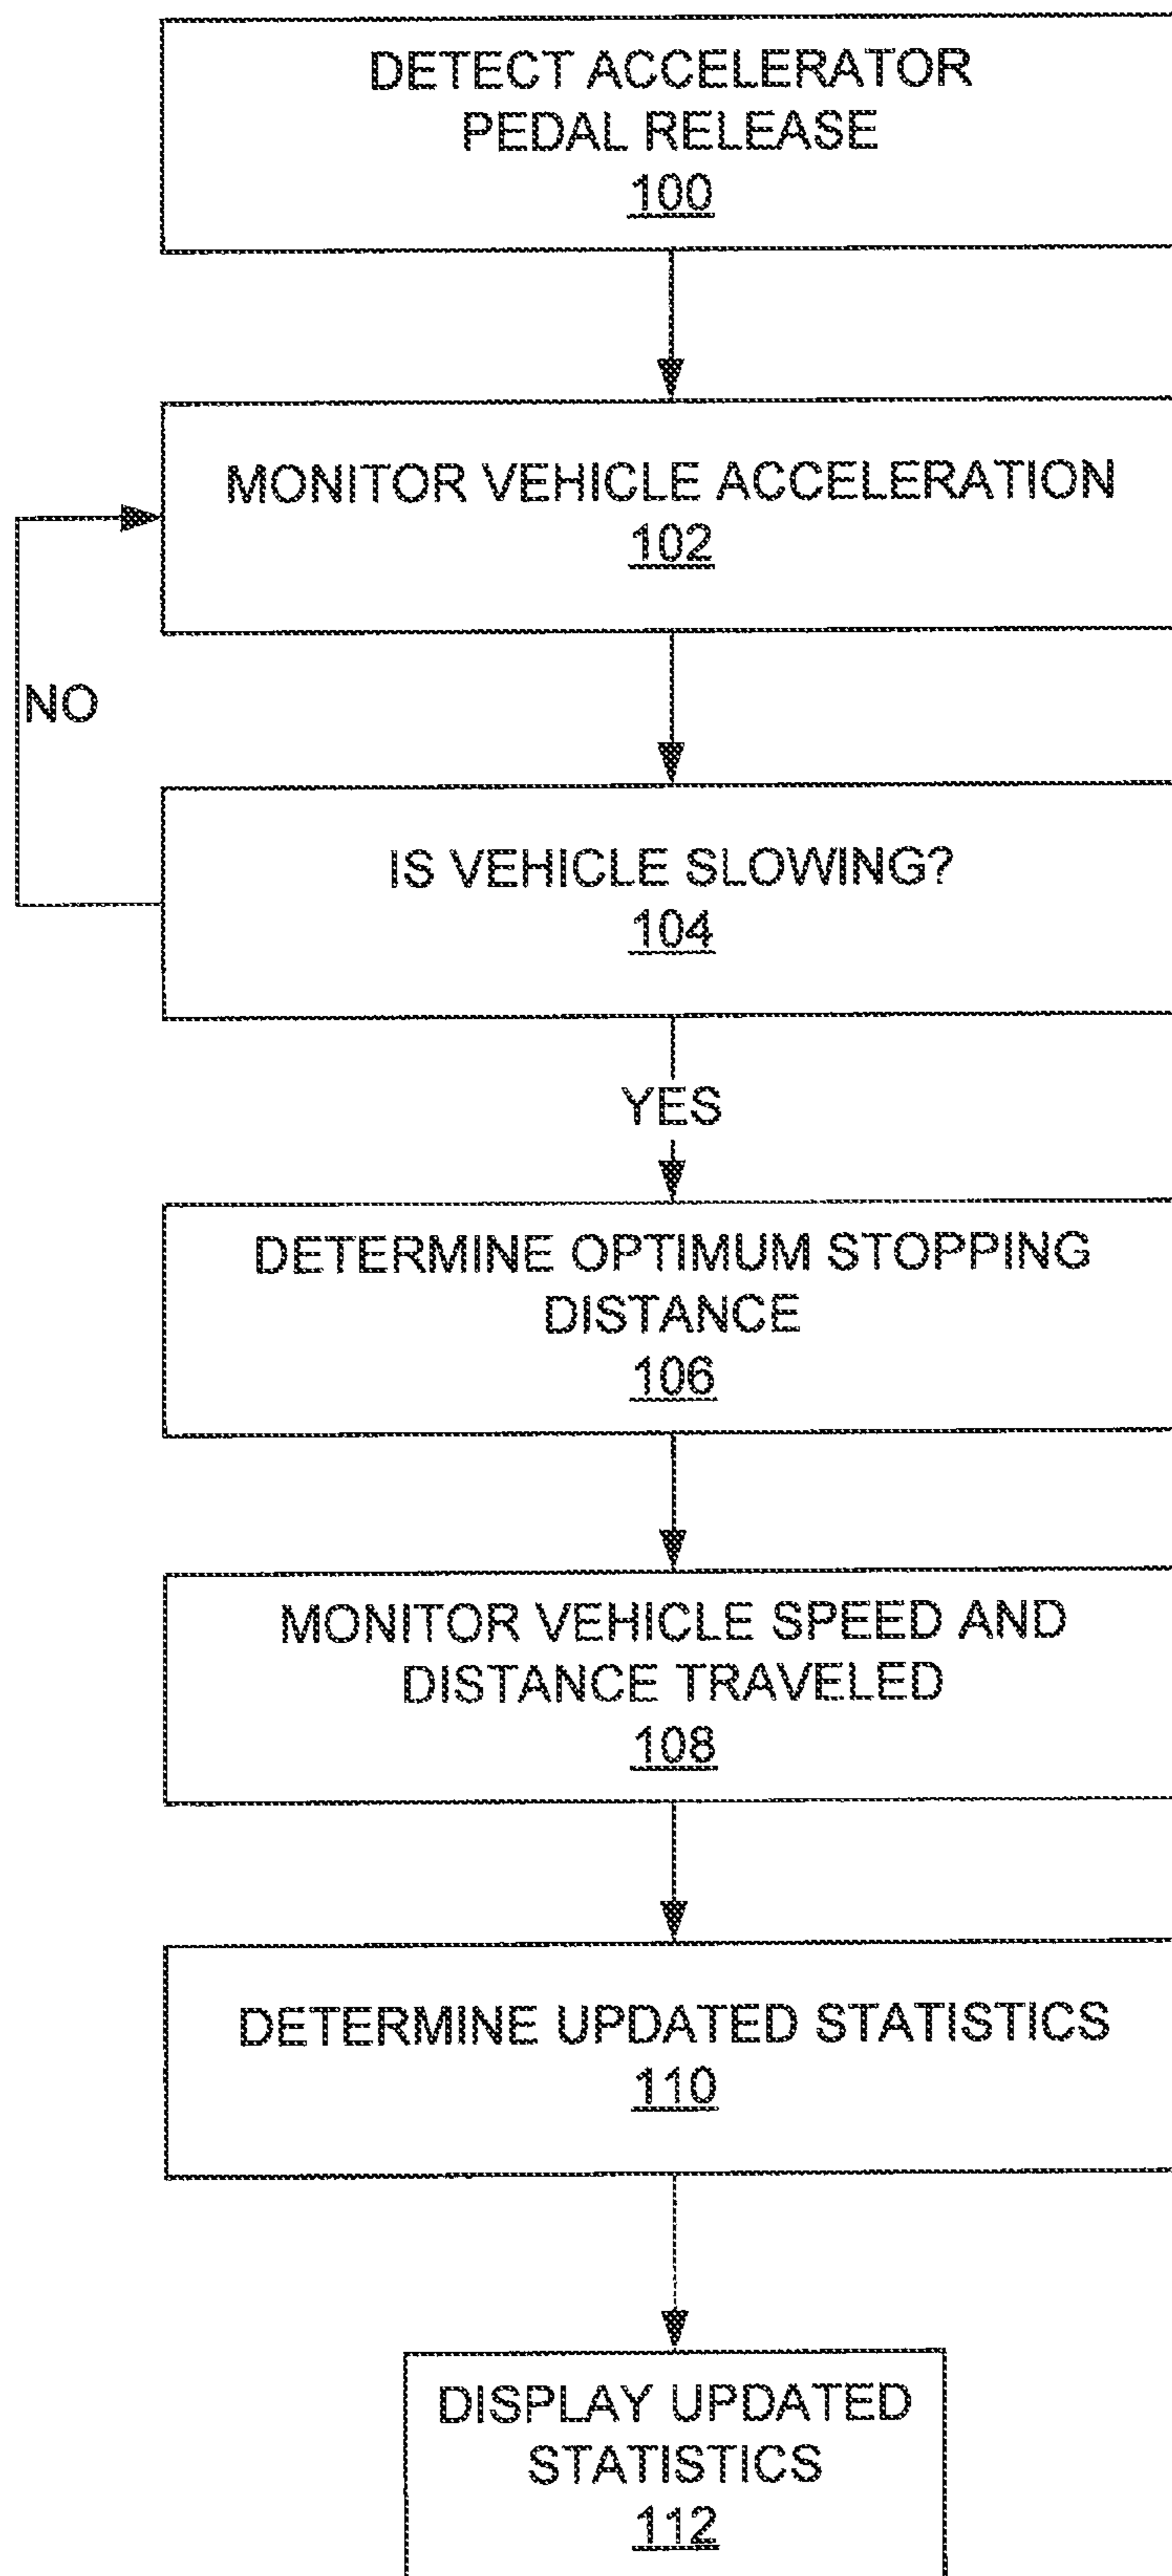 DETECT ACCELERATOR
PEDAL RELEASE
100
MONITOR VEHICLE ACCELERATION
102
NO
IS VEHICLE SLOWING?
104
YES
DETERMINE OPTIMUM STOPPING
DISTANCE
106
MONITOR VEHICLE SPEED AND
DISTANCE TRAVELED
108
DETERMINE UPDATED STATISTICS
110
DISPLAY UPDATED
STATISTICS
112